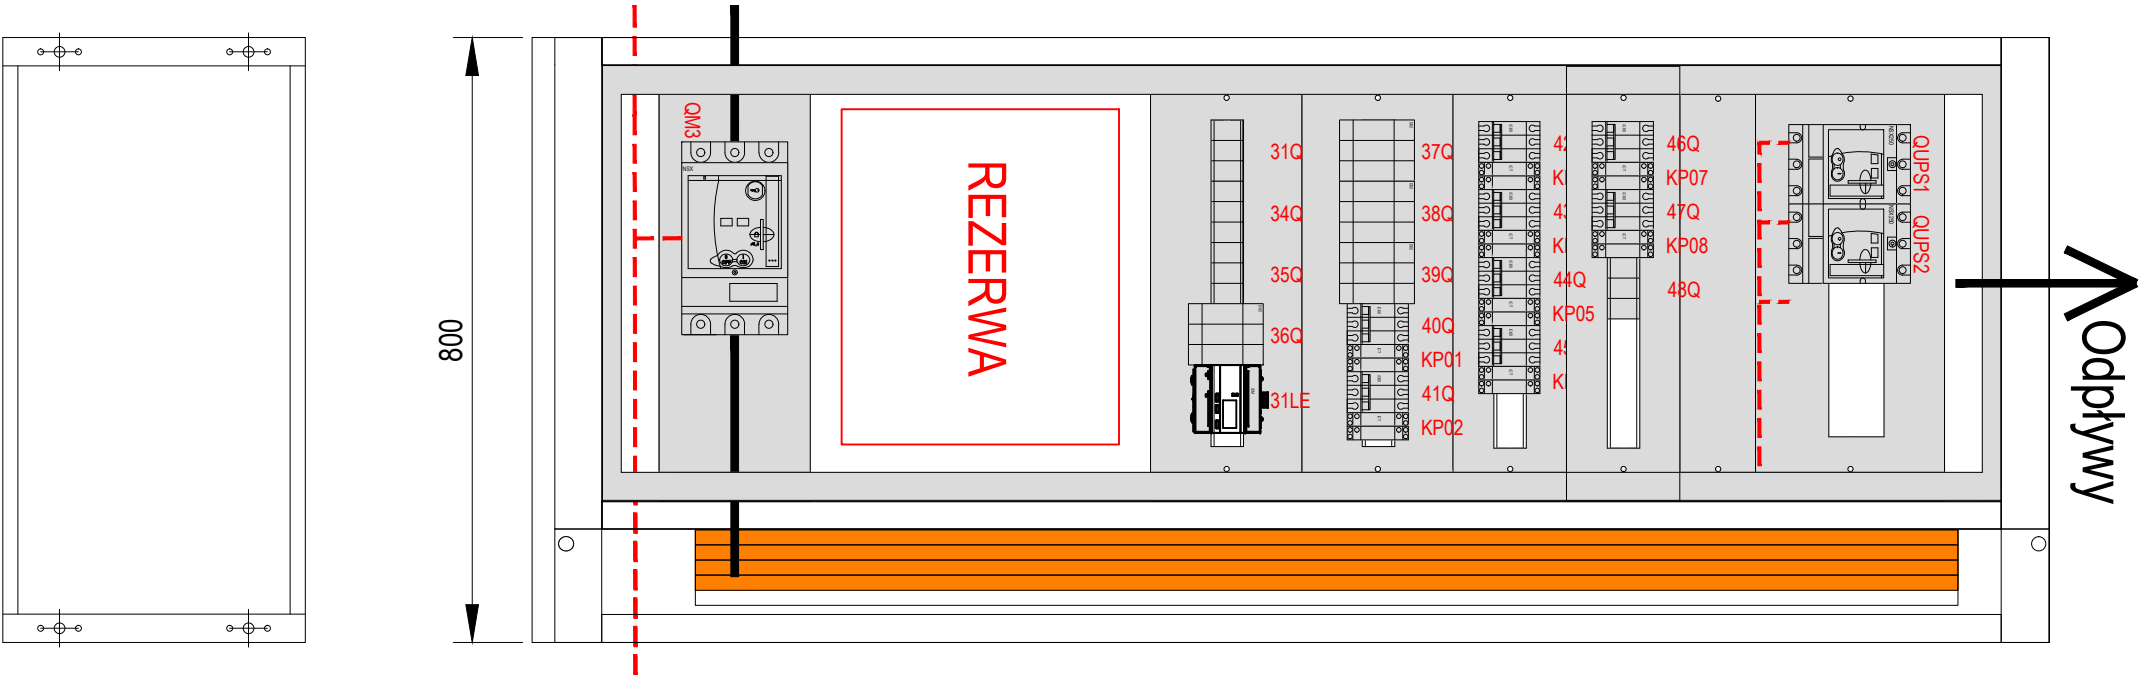 800
QM3
NSX
REZERWA
31Q
34Q
35Q
36Q
31LE
37Q
38Q
39Q
40Q
KP01
41Q
KP02
44Q
KP05
46Q
KP07
47Q
KP08
48Q
QUPS1
QUPS2
Odpływy